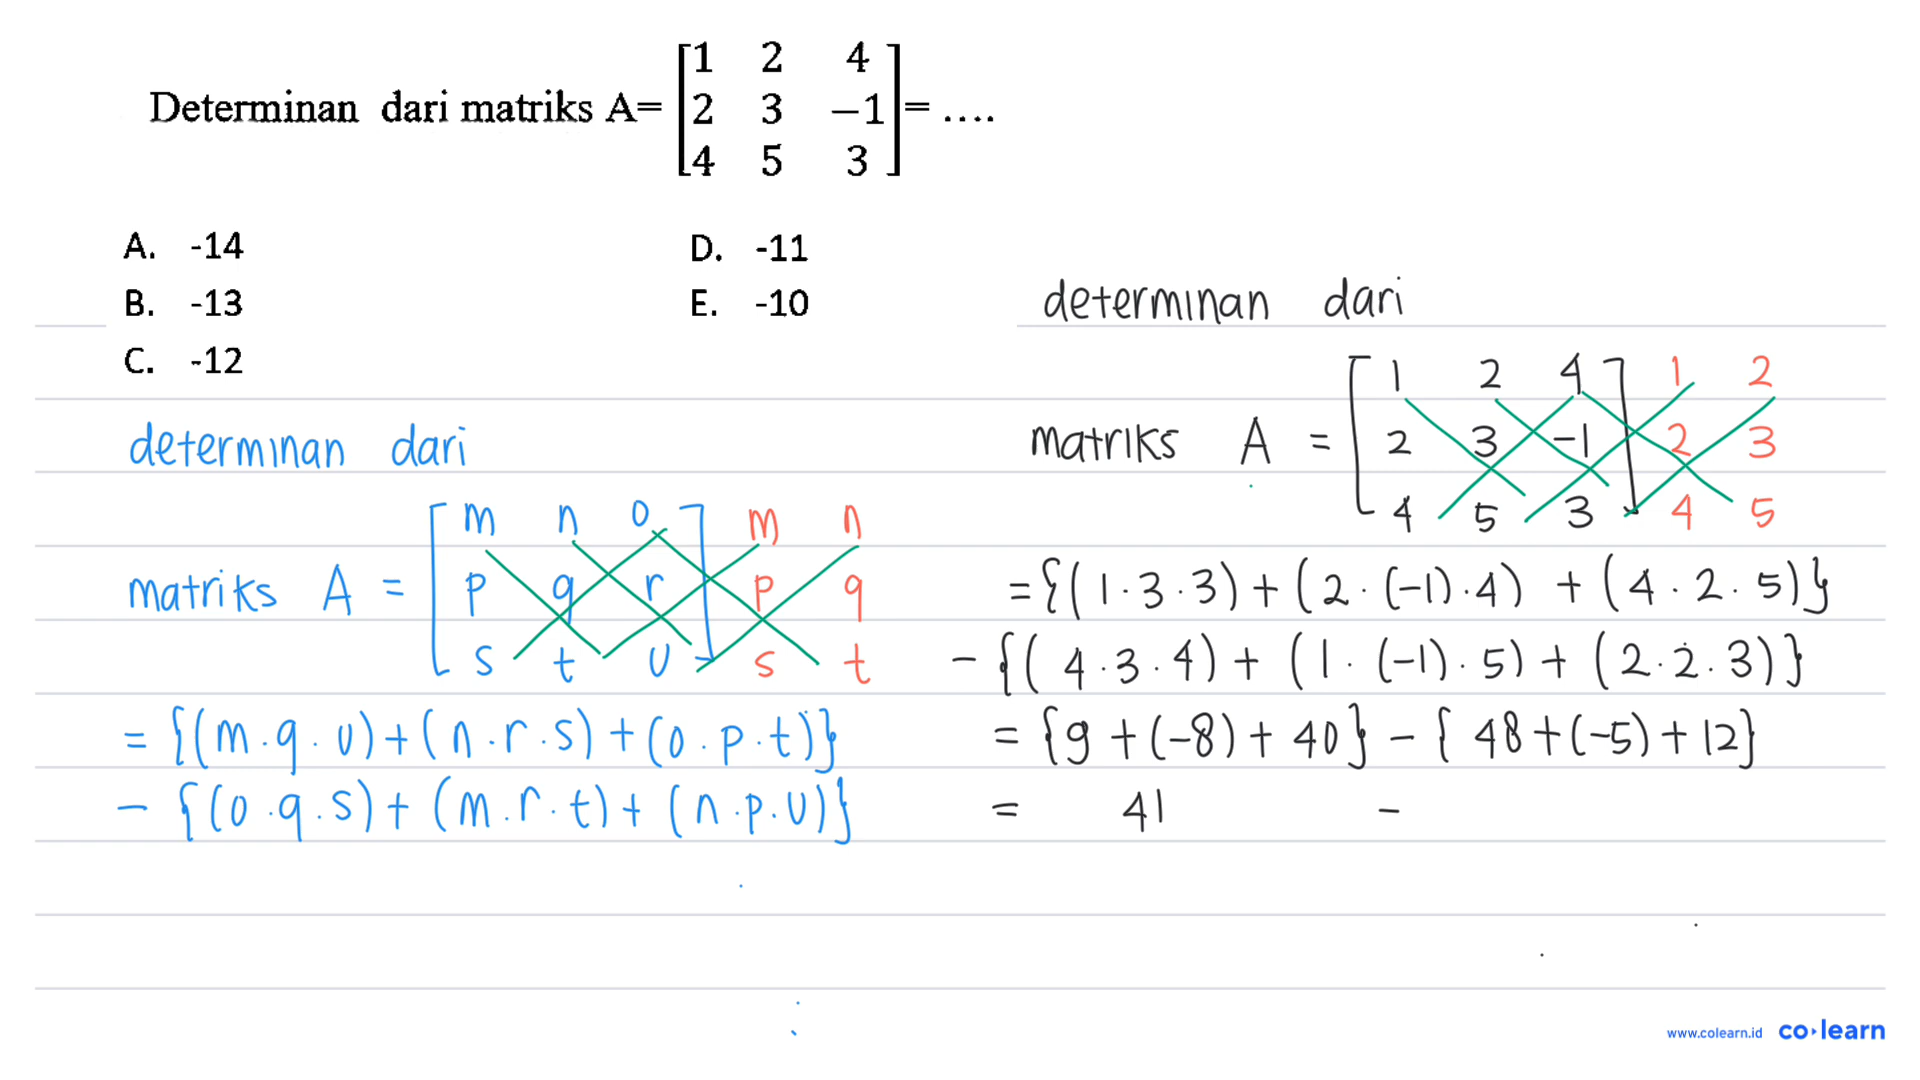 Determinan dari matriks A= [1 2 4
2 3 −1
4 5 3] = ....
A. -14
B. -13
C. -12
D. -11
E. -10
determinan dari
matriks A = [m n o] m n
p q r p q
s t u s t
= {(m.q.u)+(n.r.s)+(o.p.t)}
− {(o.q.s)+(m.r.t)+(n.p.u)}
determinan dari
matriks A = [1 2 4] 1 2
2 3 -1 2 3
4 5 3 4 5
= {(1·3·3)+(2·(-1)·4) + (4·2·5)}
− {(4·3·4)+(1·(-1)·5)+(2·2·3)}
= {9+(-8)+40} − {48+(-5)+12}
= 41 −
www.colearn.id co learn